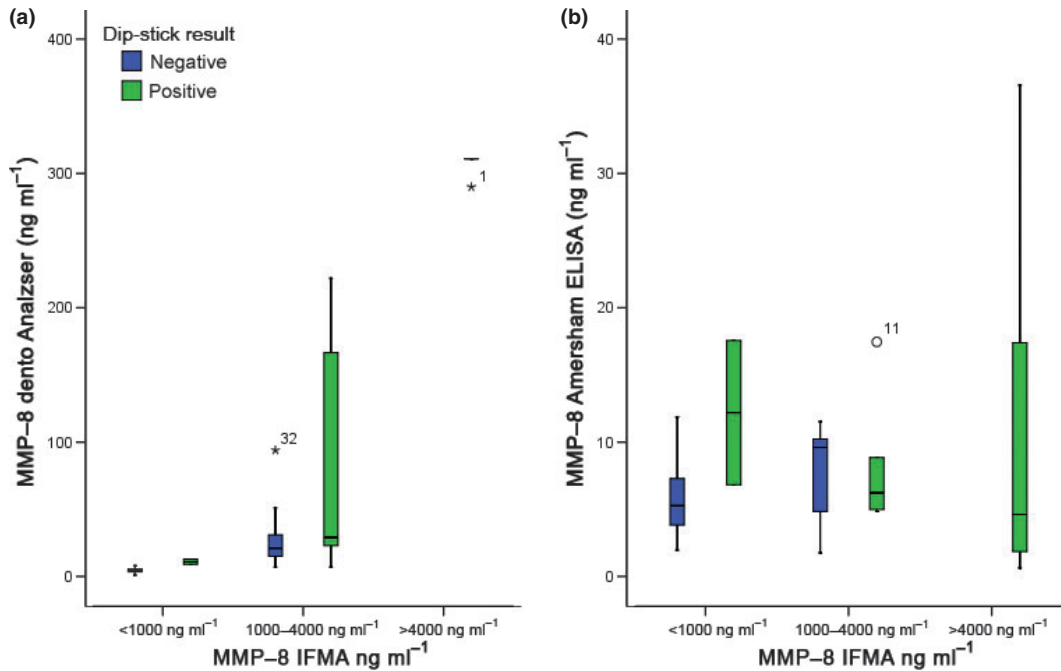 (a)
Dip-stick result
Negative
Positive
MMP–8 dento Analzser (ng ml⁻¹)
400
300
200
100
0
32
1
<1000 ng ml⁻¹ 1000–4000 ng ml⁻¹ >4000 ng ml⁻¹
MMP–8 IFMA ng ml⁻¹
(b)
MMP–8 Amersham ELISA (ng ml⁻¹)
40
30
20
10
0
11
<1000 ng ml⁻¹ 1000–4000 ng ml⁻¹ >4000 ng ml⁻¹
MMP–8 IFMA ng ml⁻¹